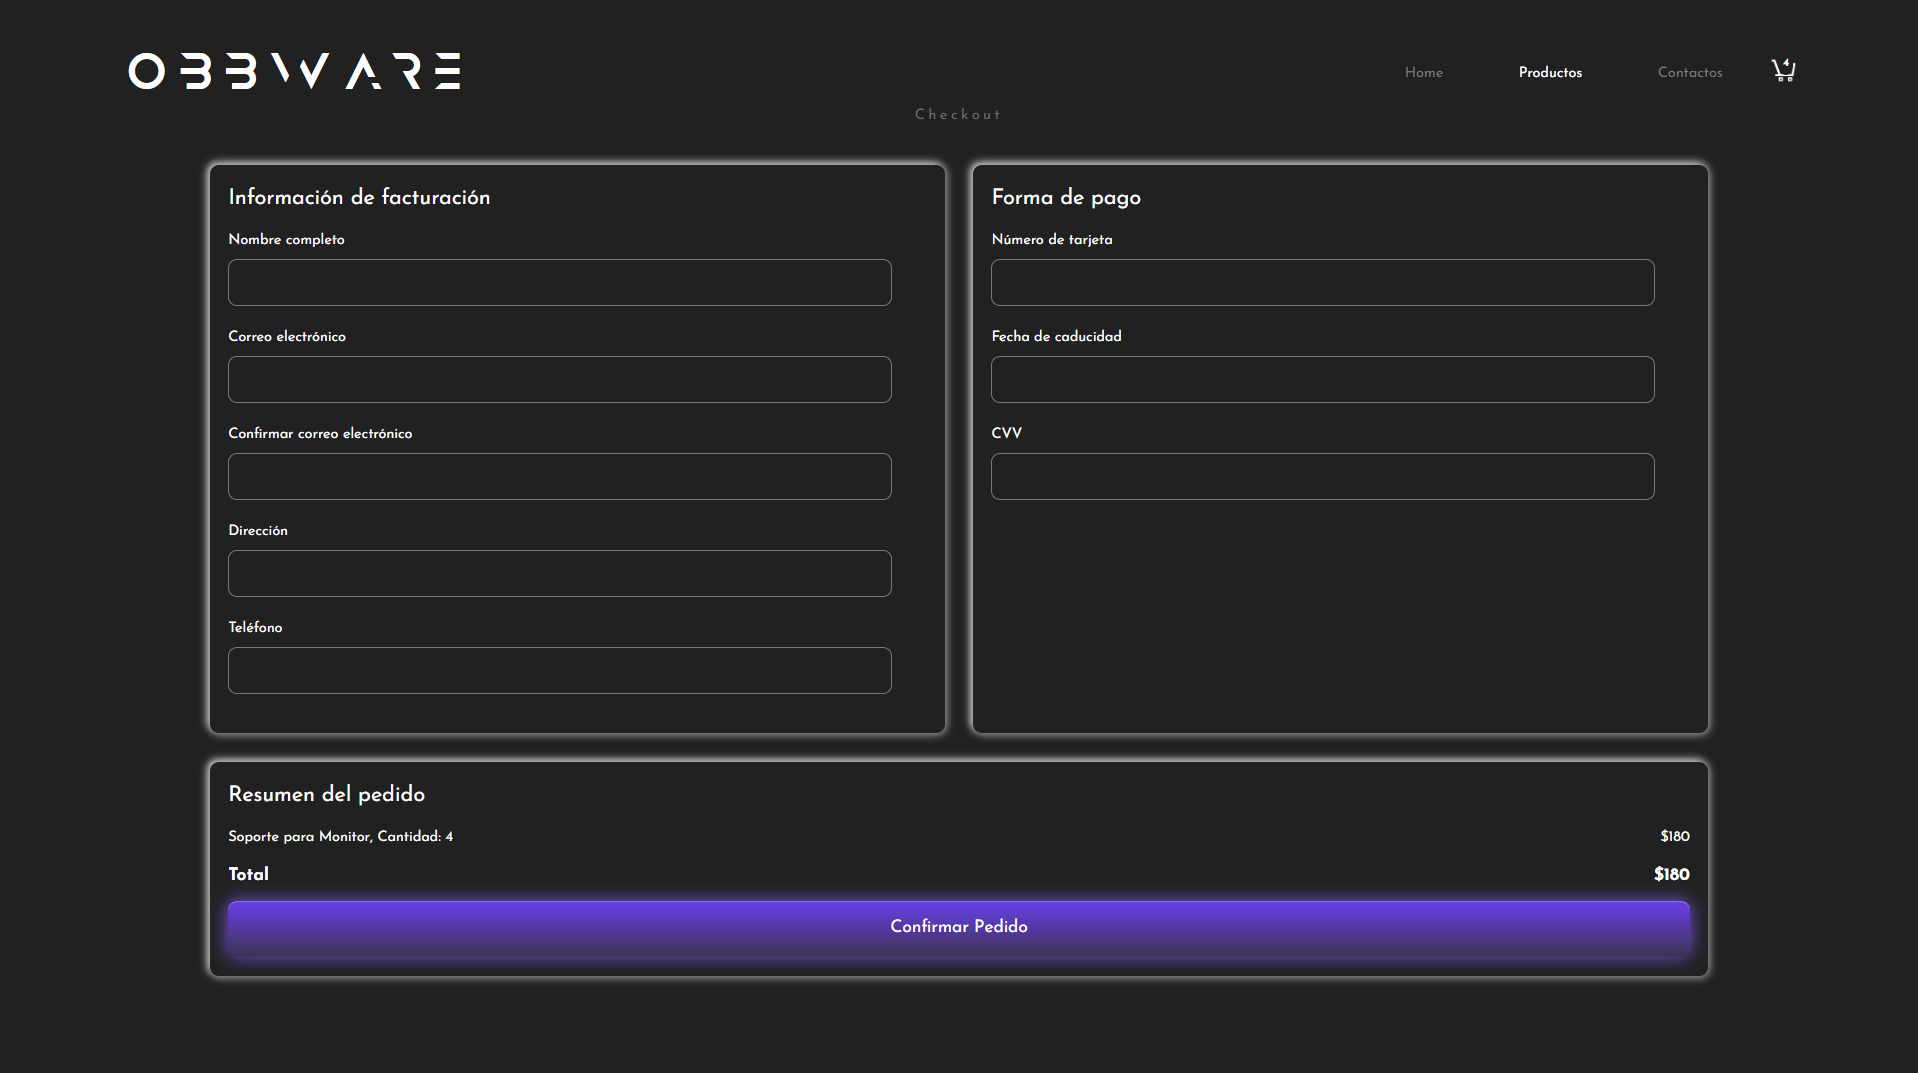 OBBWARE
Home Productos Contactos 4
Checkout
Información de facturación
Nombre completo
Correo electrónico
Confirmar correo electrónico
Dirección
Teléfono
Forma de pago
Número de tarjeta
Fecha de caducidad
CVV
Resumen del pedido
Soporte para Monitor, Cantidad: 4 $180
Total $180
Confirmar Pedido